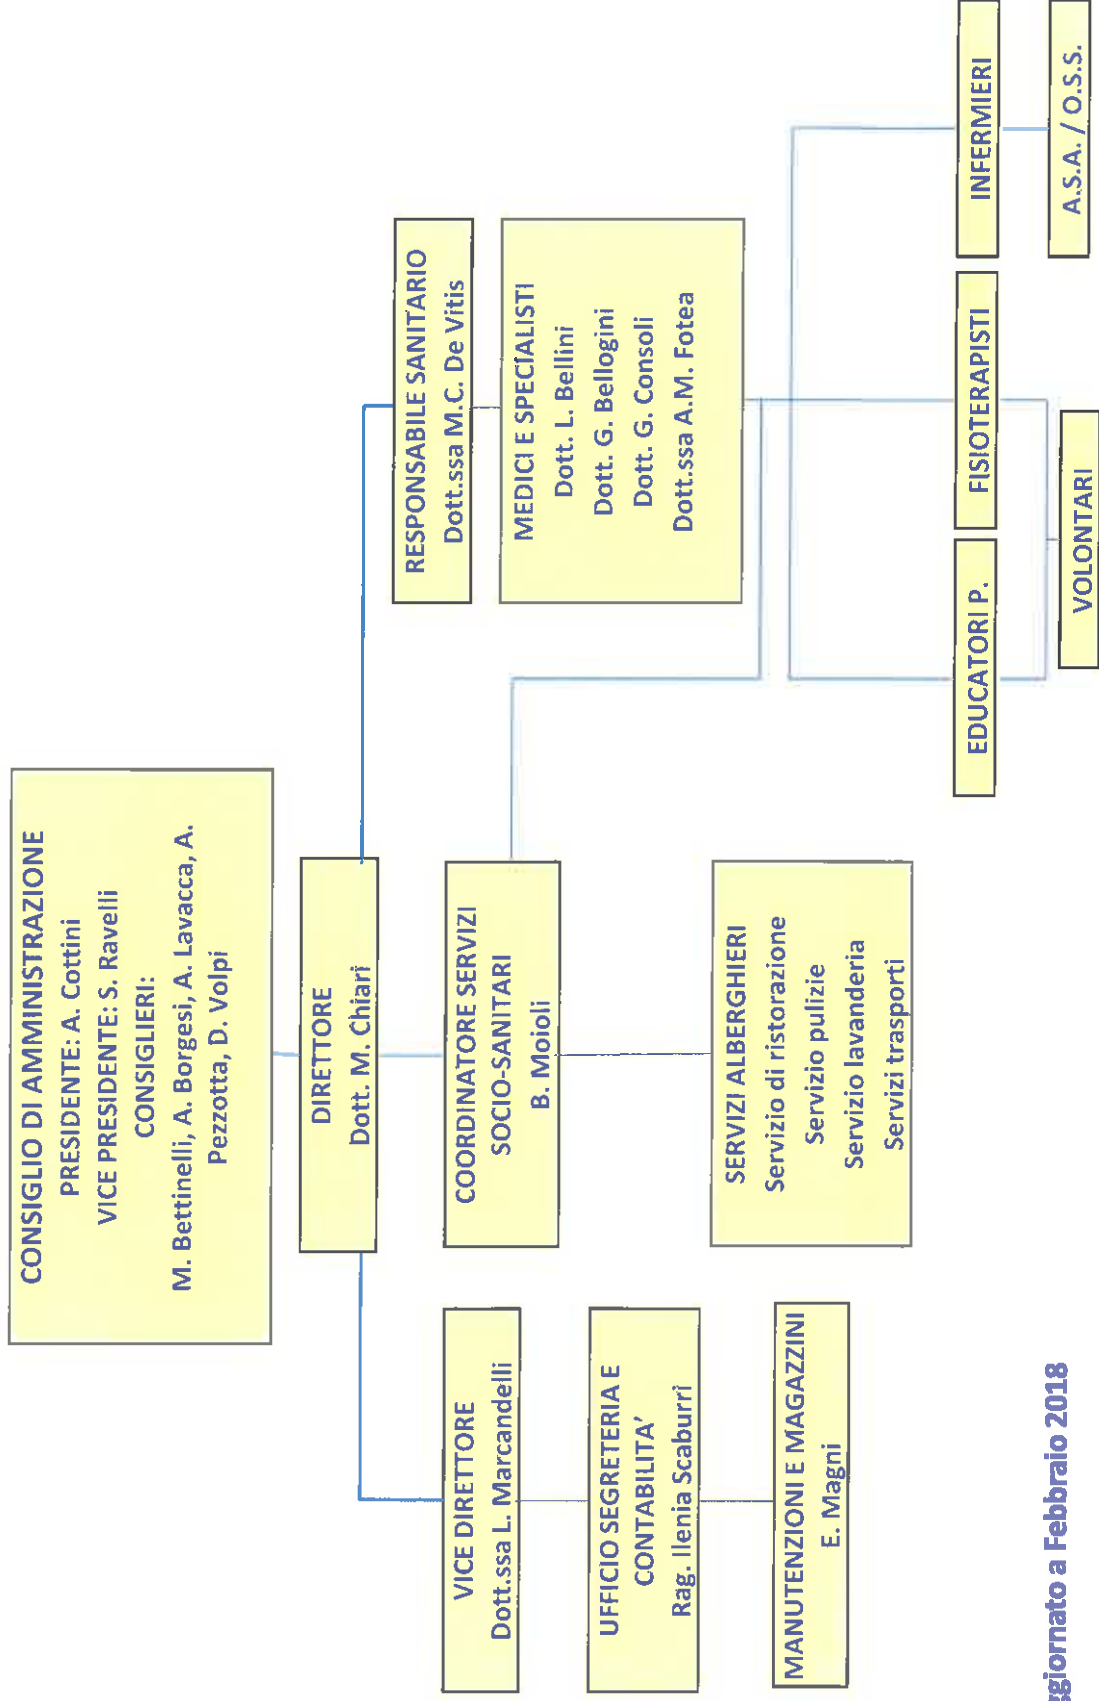 CONSIGLIO DI AMMINISTRAZIONE
PRESIDENTE: A. Cottini
VICE PRESIDENTE: S. Ravelli
CONSIGLIERI:
M. Bettinelli, A. Borgesi, A. Lavacca, A.
Pezzotta, D. Volpi
DIRETTORE
Dott. M. Chiari
VICE DIRETTORE
Dott.ssa L. Marcandelli
UFFICIO SEGRETERIA E
CONTABILITA'
Rag. Ilenia Scaburri
MANUTENZIONI E MAGAZZINI
E. Magni
COORDINATORE SERVIZI
SOCIO-SANITARI
B. Moioli
SERVIZI ALBERGHIERI
Servizio di ristorazione
Servizio pulizie
Servizio lavanderia
Servizi trasporti
RESPONSABILE SANITARIO
Dott.ssa M.C. De Vitis
MEDICI E SPECIALISTI
Dott. L. Bellini
Dott. G. Bellogini
Dott. G. Consoli
Dott.ssa A.M. Fotea
EDUCATORI P.
FISIOTERAPISTI
INFERMIERI
VOLONTARI
A.S.A. / O.S.S.
ggiornato a Febbraio 2018